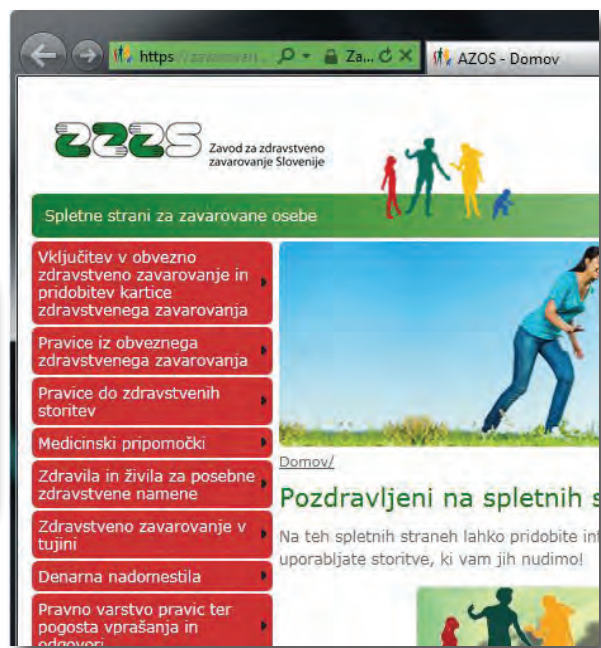 https
Za...
AZOS - Domov
ZZZS
Zavod za zdravstveno
zavarovanje Slovenije
Spletne strani za zavarovane osebe
Vključitev v obvezno
zdravstveno zavarovanje in
pridobitev kartice
zdravstvenega zavarovanja
Pravice iz obveznega
zdravstvenega zavarovanja
Pravice do zdravstvenih
storitev
Medicinski pripomočki
Zdravila in živila za posebne
zdravstvene namene
Zdravstveno zavarovanje v
tujini
Denarna nadomestila
Pravno varstvo pravic ter
pogosta vprašanja in
odgovori
Domov/
Pozdravljeni na spletnih s
Na teh spletnih straneh lahko pridobite inf
uporabljate storitve, ki vam jih nudimo!